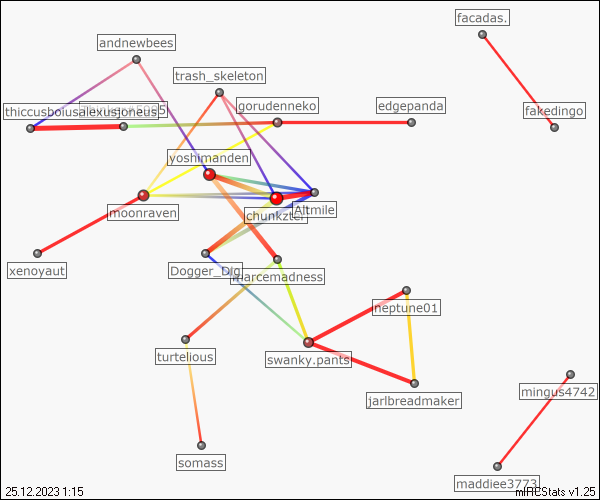 facadas.
andnewbees
trash_skeleton
gorudenneko
edgepanda
thiccusboiusalexusjoneus
fakedingo
yoshimanden
moonraven
chunkzter
Altmile
xenoyaut
Dogger_Dig
marcemadness
neptune01
turtelious
swanky.pants
jarlbreadmaker
mingus4742
somass
maddiee3773
25.12.2023 1:15
mIRCStats v1.25